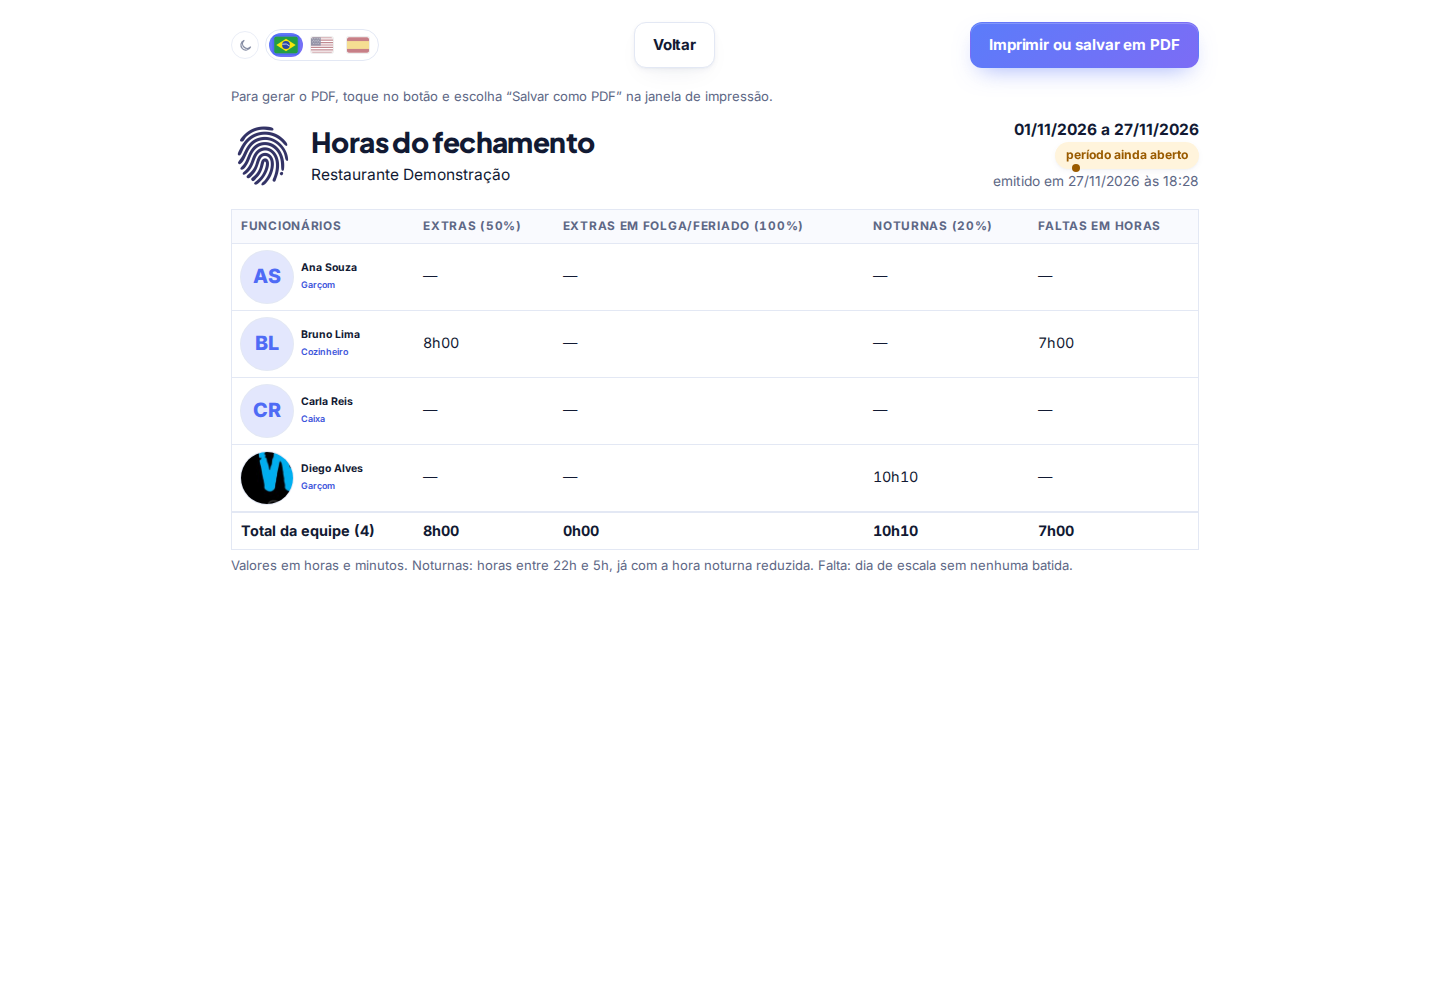 Voltar
Imprimir ou salvar em PDF
Para gerar o PDF, toque no botão e escolha “Salvar como PDF” na janela de impressão.
Horas do fechamento
Restaurante Demonstração
01/11/2026 a 27/11/2026
período ainda aberto
emitido em 27/11/2026 às 18:28
FUNCIONÁRIOS EXTRAS (50%) EXTRAS EM FOLGA/FERIADO (100%) NOTURNAS (20%) FALTAS EM HORAS
AS Ana Souza — — — —
Garçom
BL Bruno Lima 8h00 — — 7h00
Cozinheiro
CR Carla Reis — — — —
Caixa
Diego Alves — — 10h10 —
Garçom
Total da equipe (4) 8h00 0h00 10h10 7h00
Valores em horas e minutos. Noturnas: horas entre 22h e 5h, já com a hora noturna reduzida. Falta: dia de escala sem nenhuma batida.